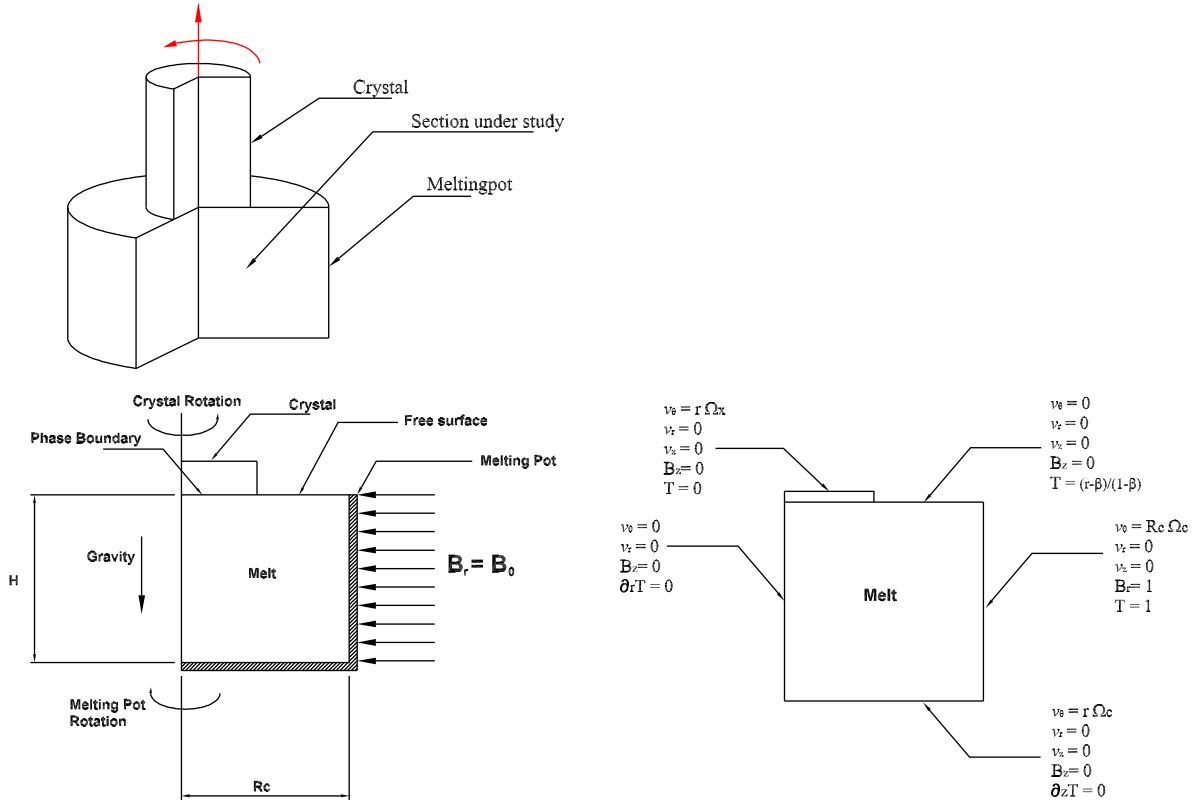 Crystal
Section under study
Meltingpot
Crystal Rotation
Crystal
Free surface
Phase Boundary
Melting Pot
Gravity
H
Melt
Br = B0
Melting Pot
Rotation
Rc
vθ = r Ωx
vr = 0
vz = 0
Bz= 0
T = 0
vθ = 0
vr = 0
vz = 0
Bz= 0
T = (r-β)/(1-β)
vθ = 0
vr = 0
Bz= 0
∂rT = 0
vθ = Rc Ωc
vr = 0
vz = 0
Br= 1
T = 1
Melt
vθ = r Ωc
vr = 0
vz = 0
Bz= 0
∂zT = 0